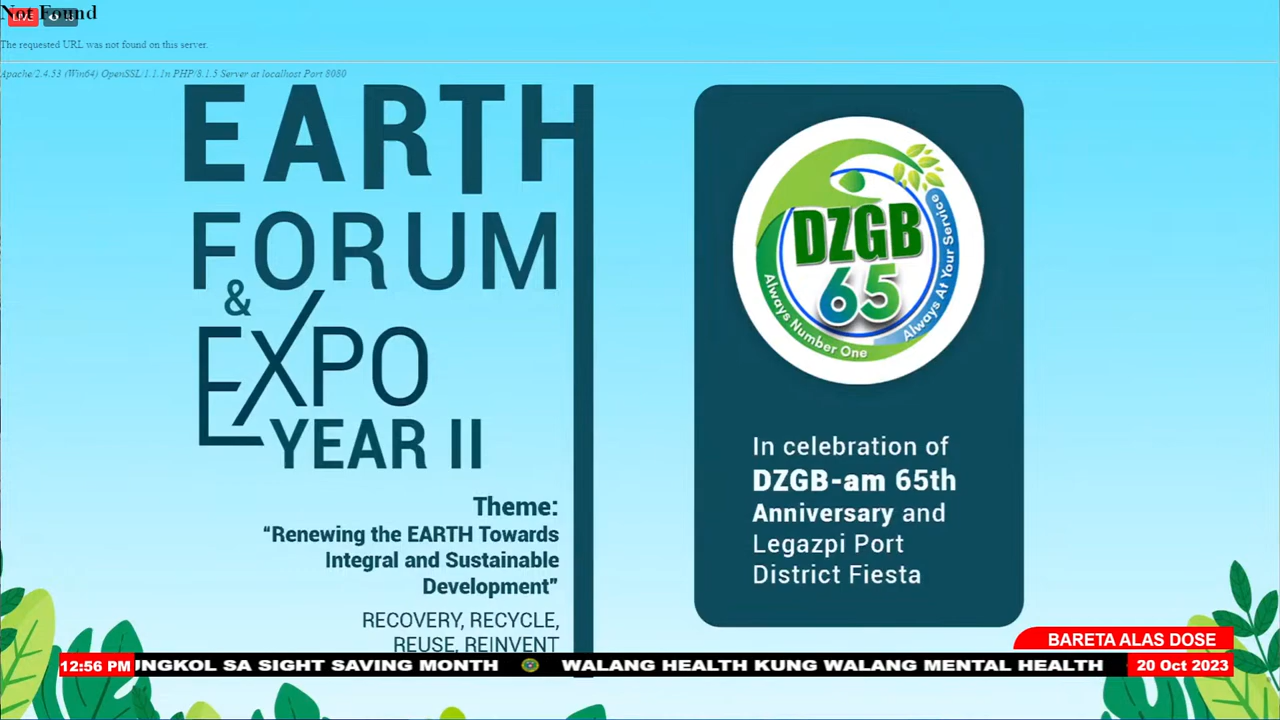 Not Found
LIVE
The requested URL was not found on this server.
Apache/2.4.53 (Win64) OpenSSL/1.1.1n PHP/8.1.5 Server at localhost Port 8080
EARTH
FORUM
&
EXPO
YEAR II
Theme:
“Renewing the EARTH Towards
Integral and Sustainable
Development”
RECOVERY, RECYCLE,
REUSE, REINVENT
DZGB
65
Always Number One
Always At Your Service
In celebration of
DZGB-am 65th
Anniversary and
Legazpi Port
District Fiesta
BARETA ALAS DOSE
12:56 PM
UNGKOL SA SIGHT SAVING MONTH WALANG HEALTH KUNG WALANG MENTAL HEALTH
20 Oct 2023